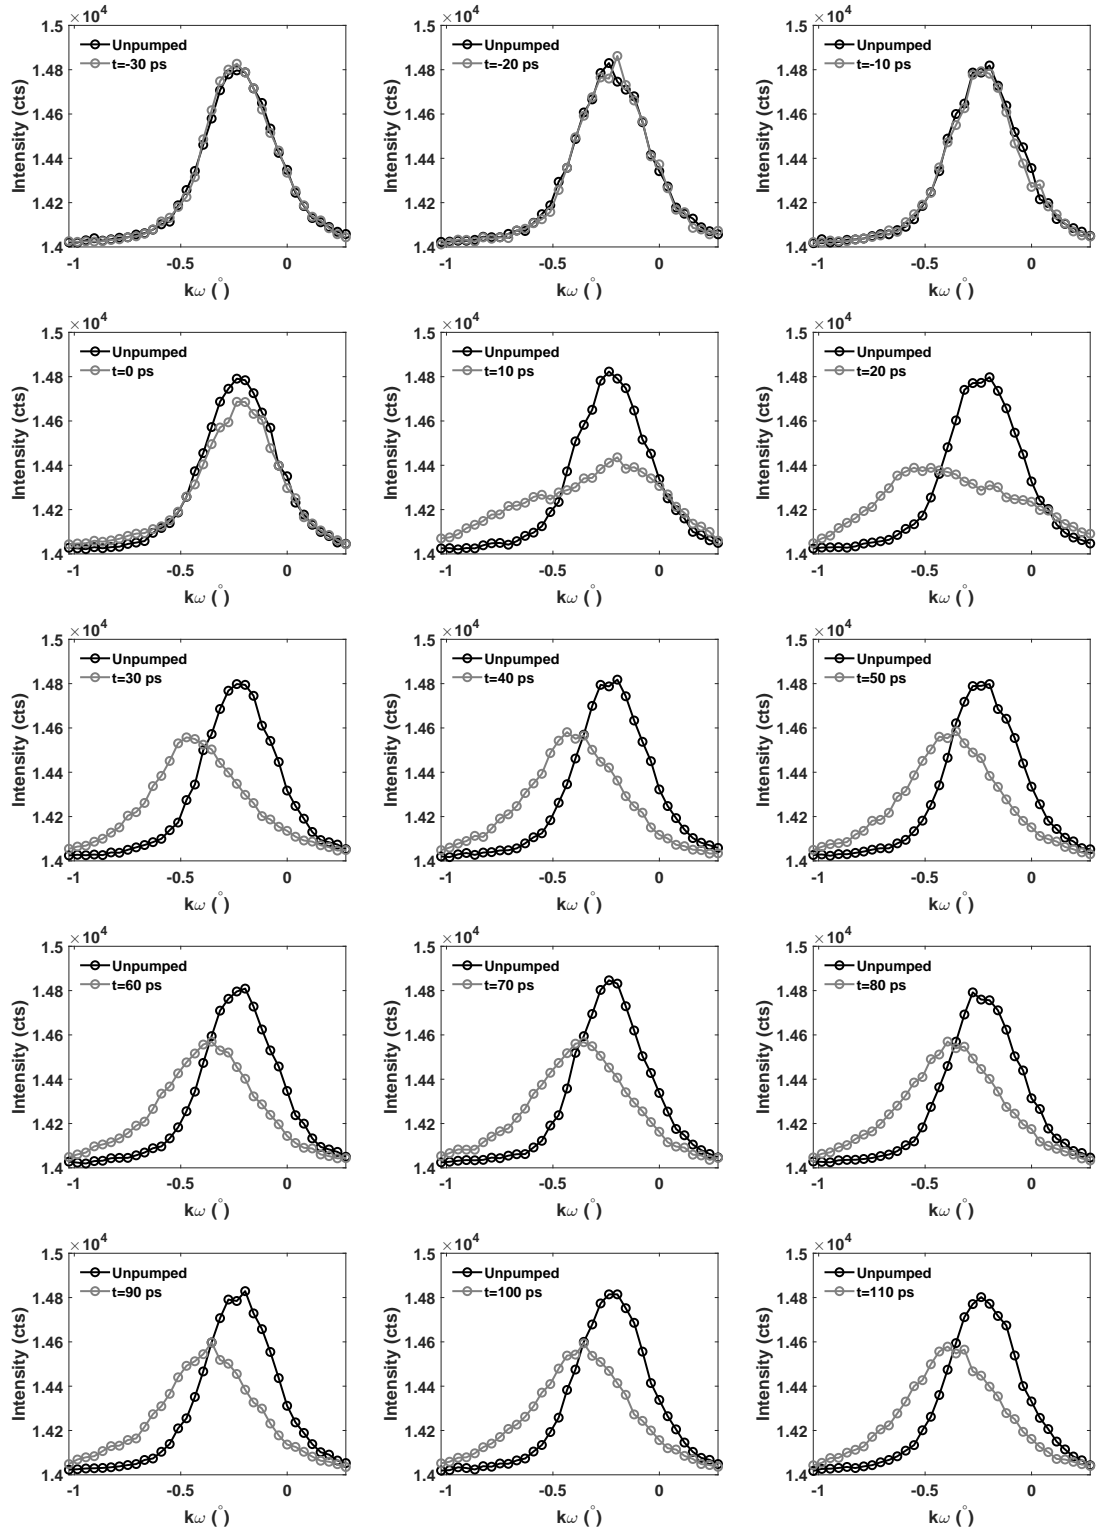 ×10⁴ ×10⁴ ×10⁴
1.5 1.5 1.5
Unpumped Unpumped Unpumped
t=-30 ps t=-20 ps t=-10 ps
1.48 1.48 1.48
1.46 1.46 1.46
1.44 1.44 1.44
1.42 1.42 1.42
1.4 1.4 1.4
Intensity (cts) Intensity (cts) Intensity (cts)
-1 -0.5 0 -1 -0.5 0 -1 -0.5 0
kω (°) kω (°) kω (°)
×10⁴ ×10⁴ ×10⁴
1.5 1.5 1.5
Unpumped Unpumped Unpumped
t=0 ps t=10 ps t=20 ps
1.48 1.48 1.48
1.46 1.46 1.46
1.44 1.44 1.44
1.42 1.42 1.42
1.4 1.4 1.4
Intensity (cts) Intensity (cts) Intensity (cts)
-1 -0.5 0 -1 -0.5 0 -1 -0.5 0
kω (°) kω (°) kω (°)
×10⁴ ×10⁴ ×10⁴
1.5 1.5 1.5
Unpumped Unpumped Unpumped
t=30 ps t=40 ps t=50 ps
1.48 1.48 1.48
1.46 1.46 1.46
1.44 1.44 1.44
1.42 1.42 1.42
1.4 1.4 1.4
Intensity (cts) Intensity (cts) Intensity (cts)
-1 -0.5 0 -1 -0.5 0 -1 -0.5 0
kω (°) kω (°) kω (°)
×10⁴ ×10⁴ ×10⁴
1.5 1.5 1.5
Unpumped Unpumped Unpumped
t=60 ps t=70 ps t=80 ps
1.48 1.48 1.48
1.46 1.46 1.46
1.44 1.44 1.44
1.42 1.42 1.42
1.4 1.4 1.4
Intensity (cts) Intensity (cts) Intensity (cts)
-1 -0.5 0 -1 -0.5 0 -1 -0.5 0
kω (°) kω (°) kω (°)
×10⁴ ×10⁴ ×10⁴
1.5 1.5 1.5
Unpumped Unpumped Unpumped
t=90 ps t=100 ps t=110 ps
1.48 1.48 1.48
1.46 1.46 1.46
1.44 1.44 1.44
1.42 1.42 1.42
1.4 1.4 1.4
Intensity (cts) Intensity (cts) Intensity (cts)
-1 -0.5 0 -1 -0.5 0 -1 -0.5 0
kω (°) kω (°) kω (°)